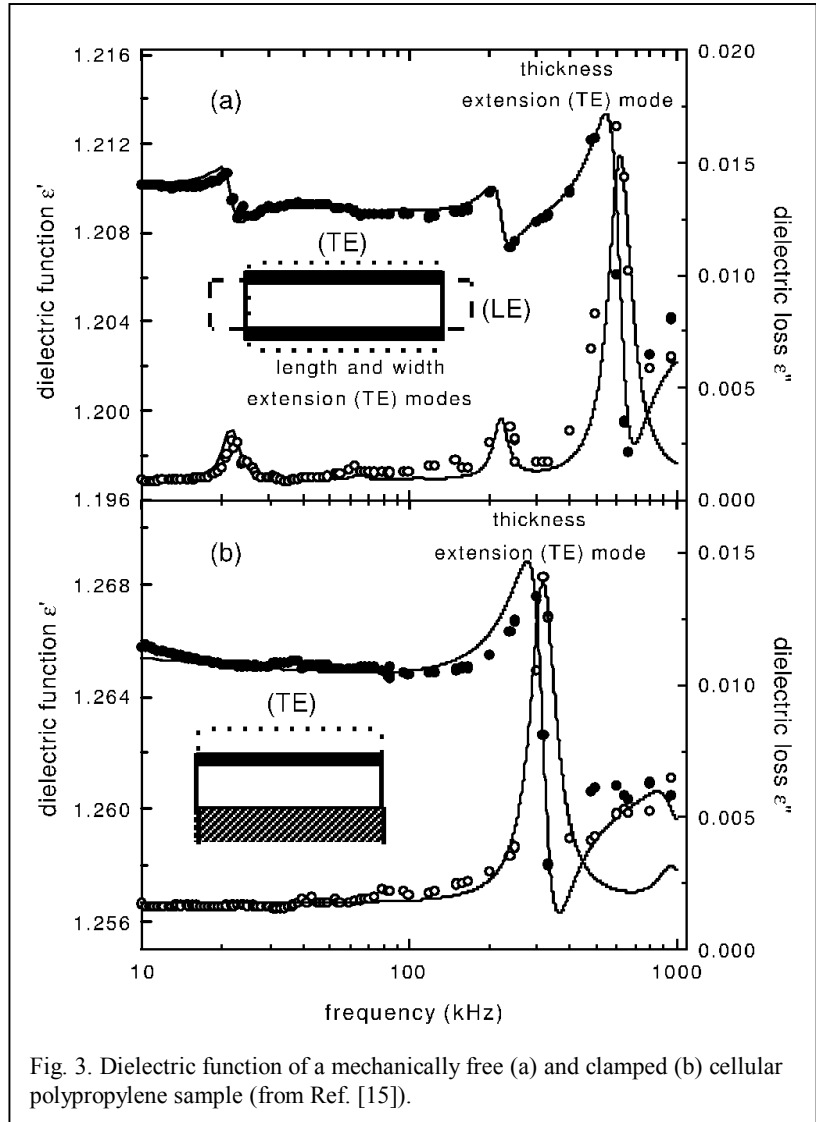 1.216
1.212
1.208
1.204
1.200
1.196
dielectric function ε'
(a)
thickness
extension (TE) mode
(TE)
(LE)
length and width
extension (TE) modes
0.020
0.015
0.010
0.005
0.000
dielectric loss ε"
1.268
1.264
1.260
1.256
dielectric function ε'
(b)
thickness
extension (TE) mode
(TE)
0.015
0.010
0.005
0.000
dielectric loss ε"
10
100
1000
frequency (kHz)
Fig. 3. Dielectric function of a mechanically free (a) and clamped (b) cellular
polypropylene sample (from Ref. [15]).